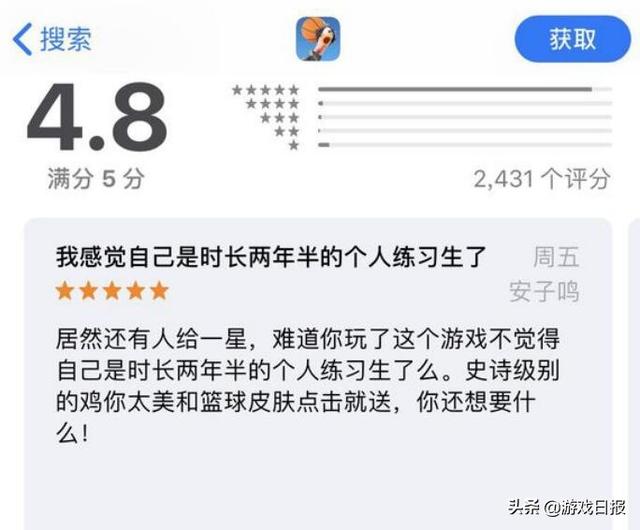 搜索
获取
4.8
满分 5 分
2,431 个评分
我感觉自己是时长两年半的个人练习生了
周五
安子鸣
居然还有人给一星，难道你玩了这个游戏不觉得
自己是时长两年半的个人练习生了么。史诗级别
的鸡你太美和篮球皮肤点击就送，你还想要什
么！
头条 @游戏日报